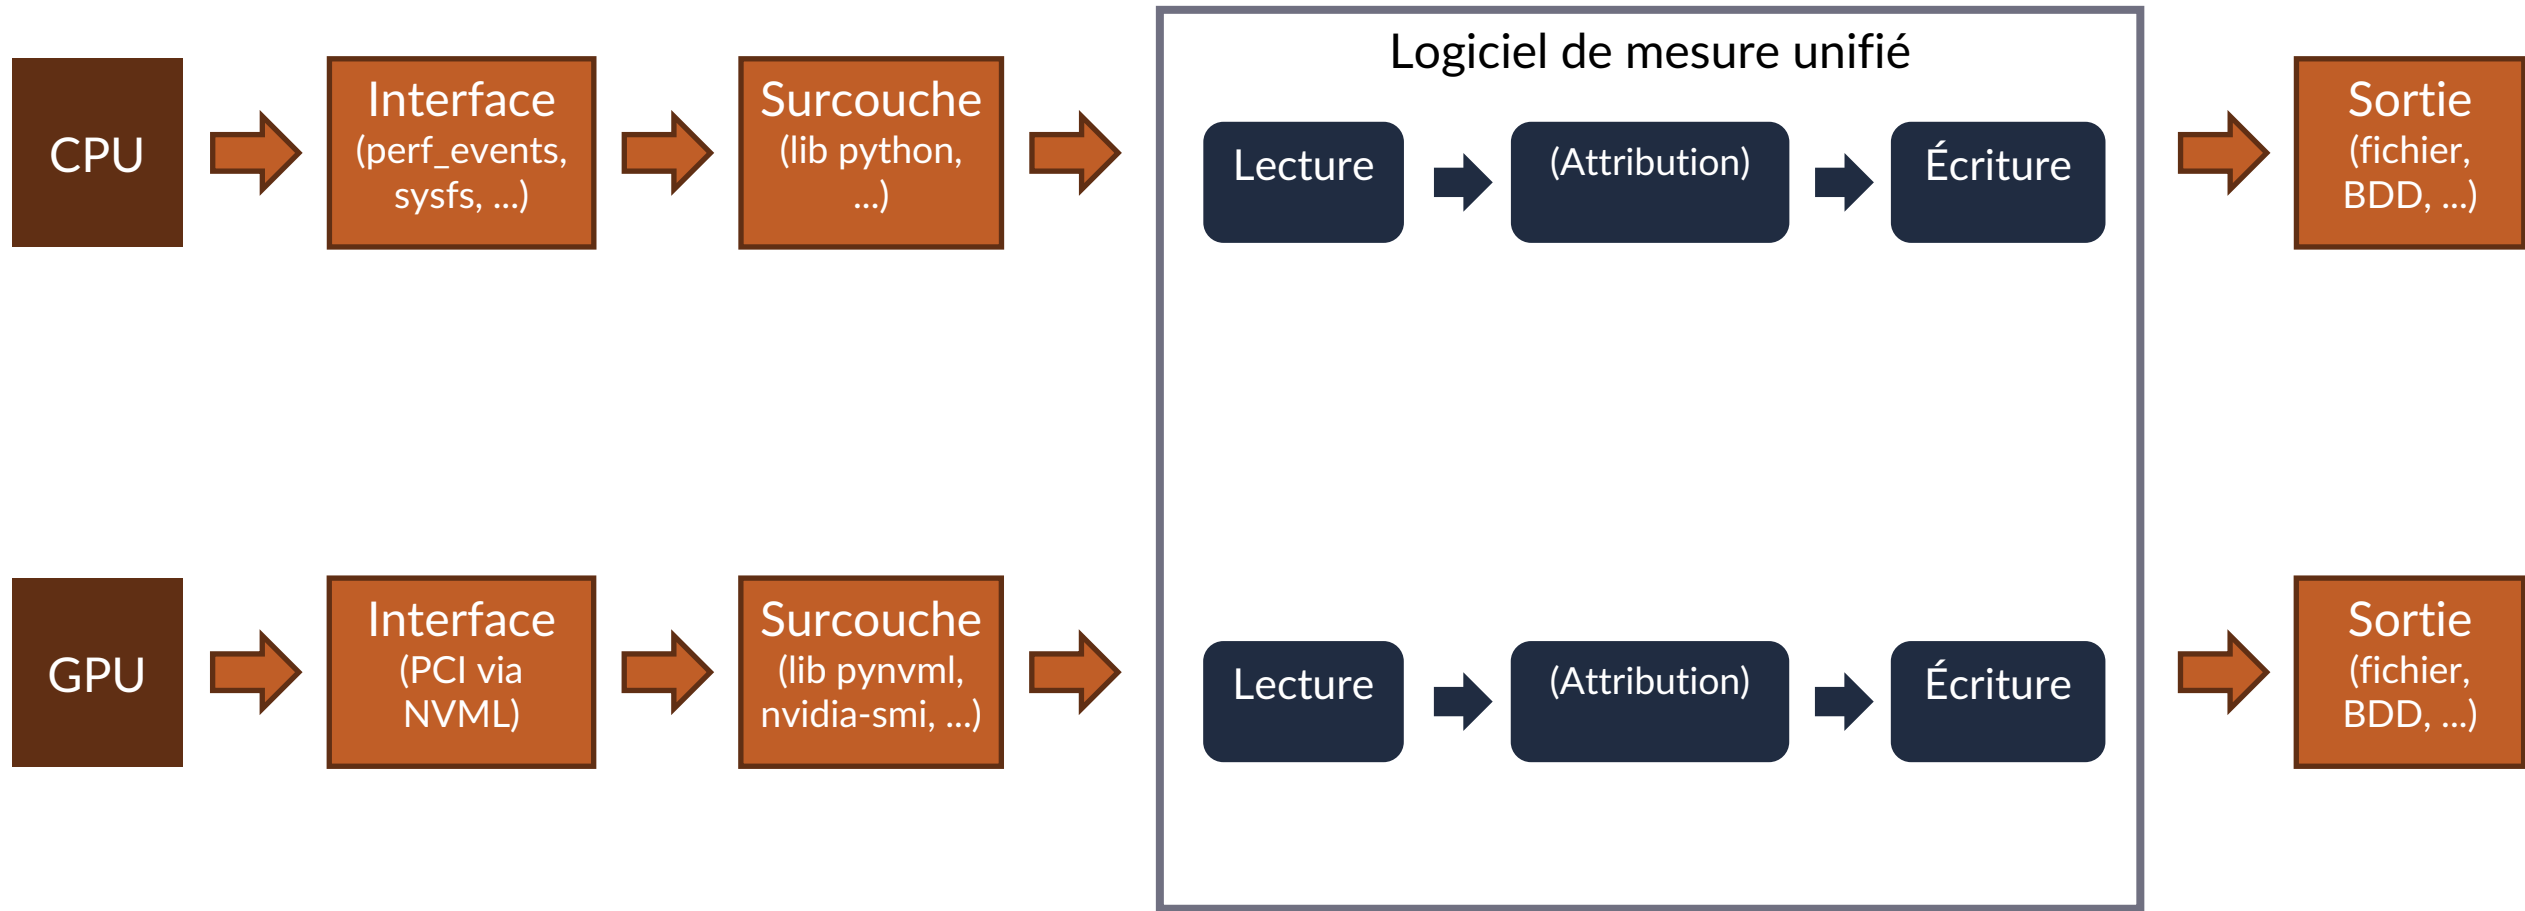 Logiciel de mesure unifié
CPU
Interface
(perf_events,
sysfs, ...)
Surcouche
(lib python,
...)
Lecture
(Attribution)
Écriture
Sortie
(fichier,
BDD, ...)
GPU
Interface
(PCI via
NVML)
Surcouche
(lib pynvml,
nvidia-smi, ...)
Lecture
(Attribution)
Écriture
Sortie
(fichier,
BDD, ...)